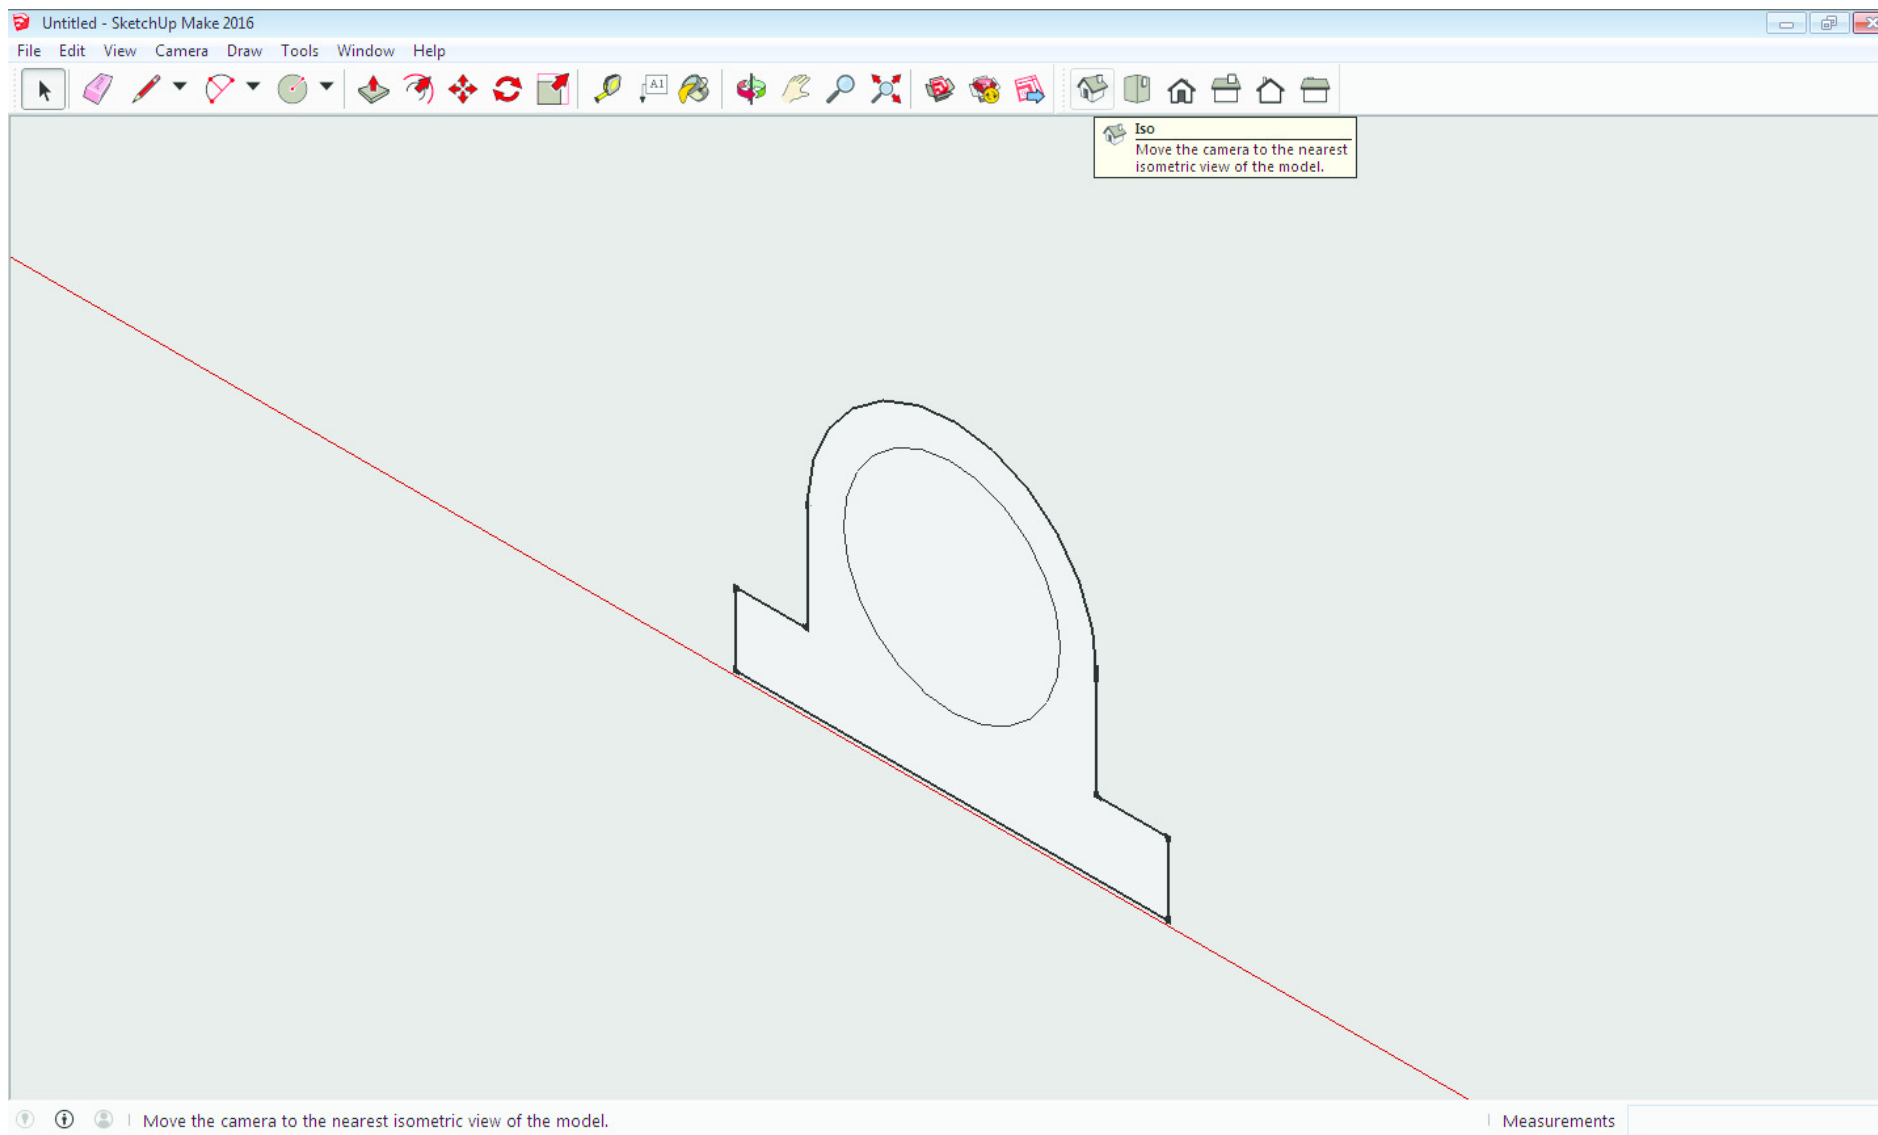 Untitled - SketchUp Make 2016
File Edit View Camera Draw Tools Window Help
A1
Iso
Move the camera to the nearest
isometric view of the model.
Move the camera to the nearest isometric view of the model.
Measurements